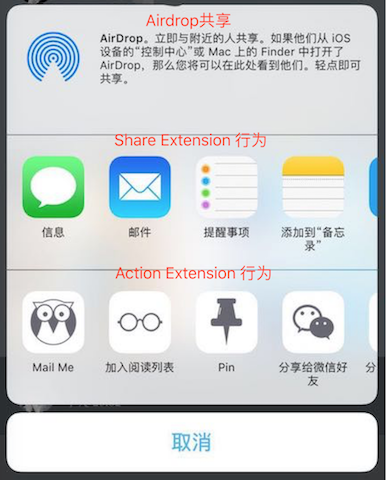 Airdrop共享
AirDrop。立即与附近的人共享。如果他们从 iOS
设备的“控制中心”或 Mac 上的 Finder 中打开了
AirDrop，那么您将可以在此处看到他们。轻点即可
共享。
Share Extension 行为
信息
邮件
提醒事项
添加到“备忘
录”
Action Extension 行为
Mail Me
加入阅读列表
Pin
分享给微信好
友
取消